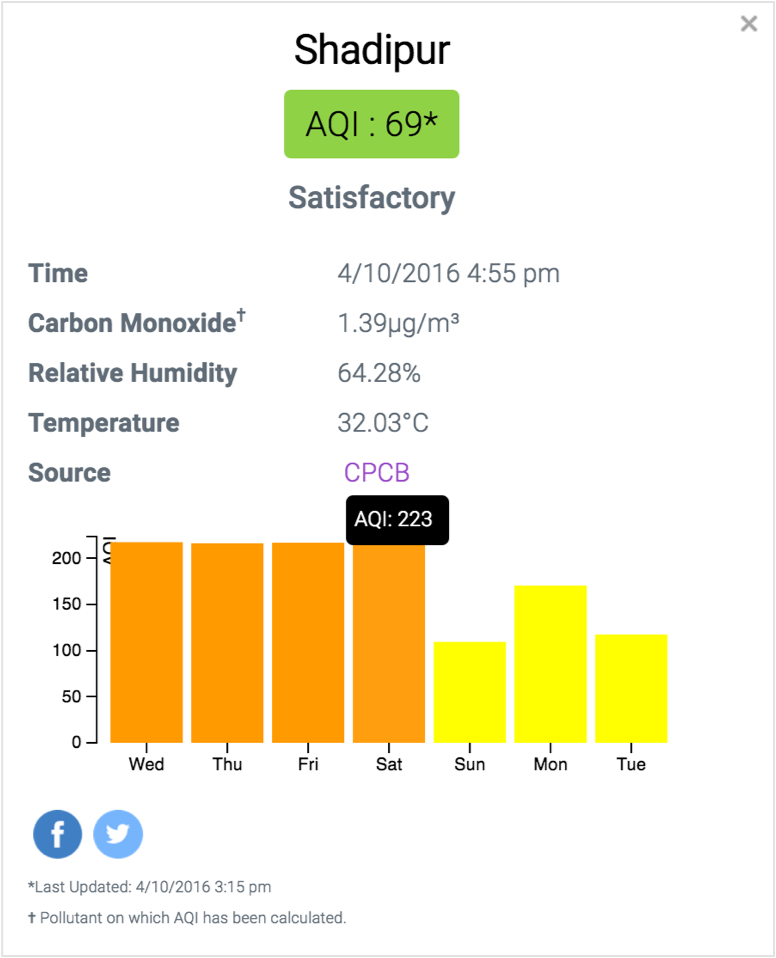 ×
Shadipur
AQI : 69*
Satisfactory
Time 4/10/2016 4:55 pm
Carbon Monoxide† 1.39µg/m³
Relative Humidity 64.28%
Temperature 32.03°C
Source CPCB
AQI: 223
AQI
200
150
100
50
0
Wed Thu Fri Sat Sun Mon Tue
*Last Updated: 4/10/2016 3:15 pm
† Pollutant on which AQI has been calculated.